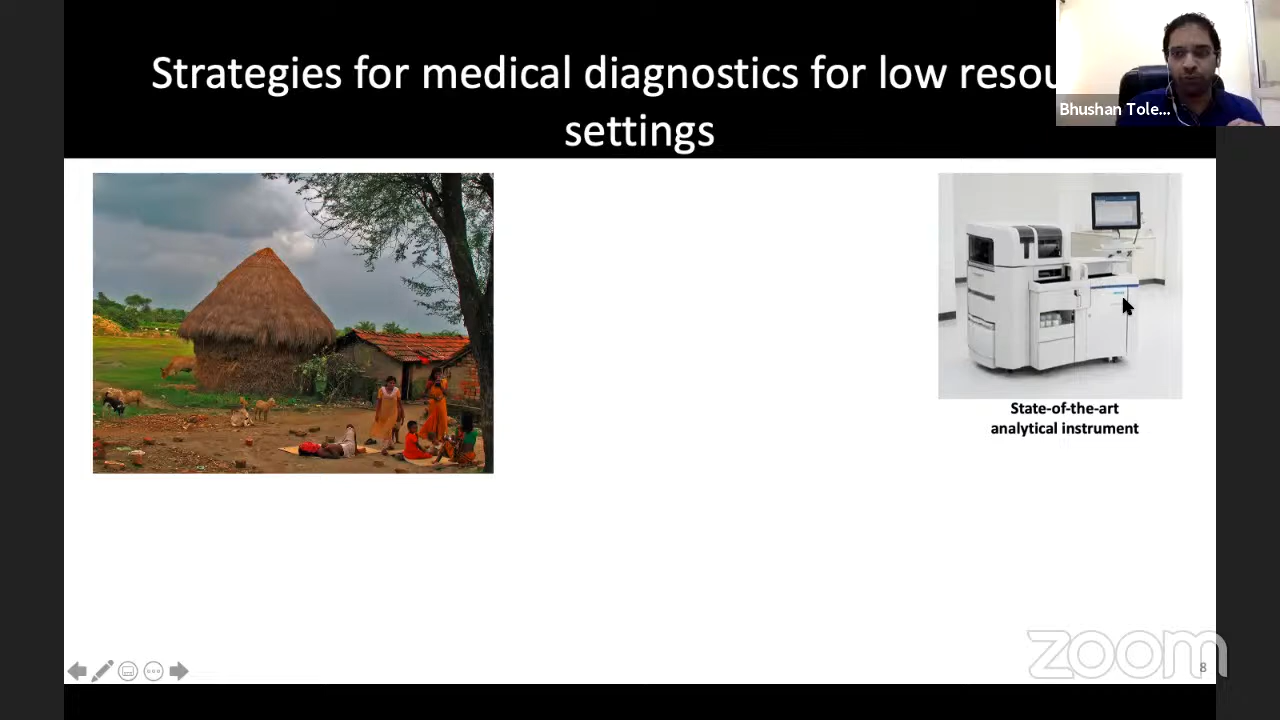 Strategies for medical diagnostics for low resou
settings
Bhushan Tole...
State-of-the-art
analytical instrument
zoom
8